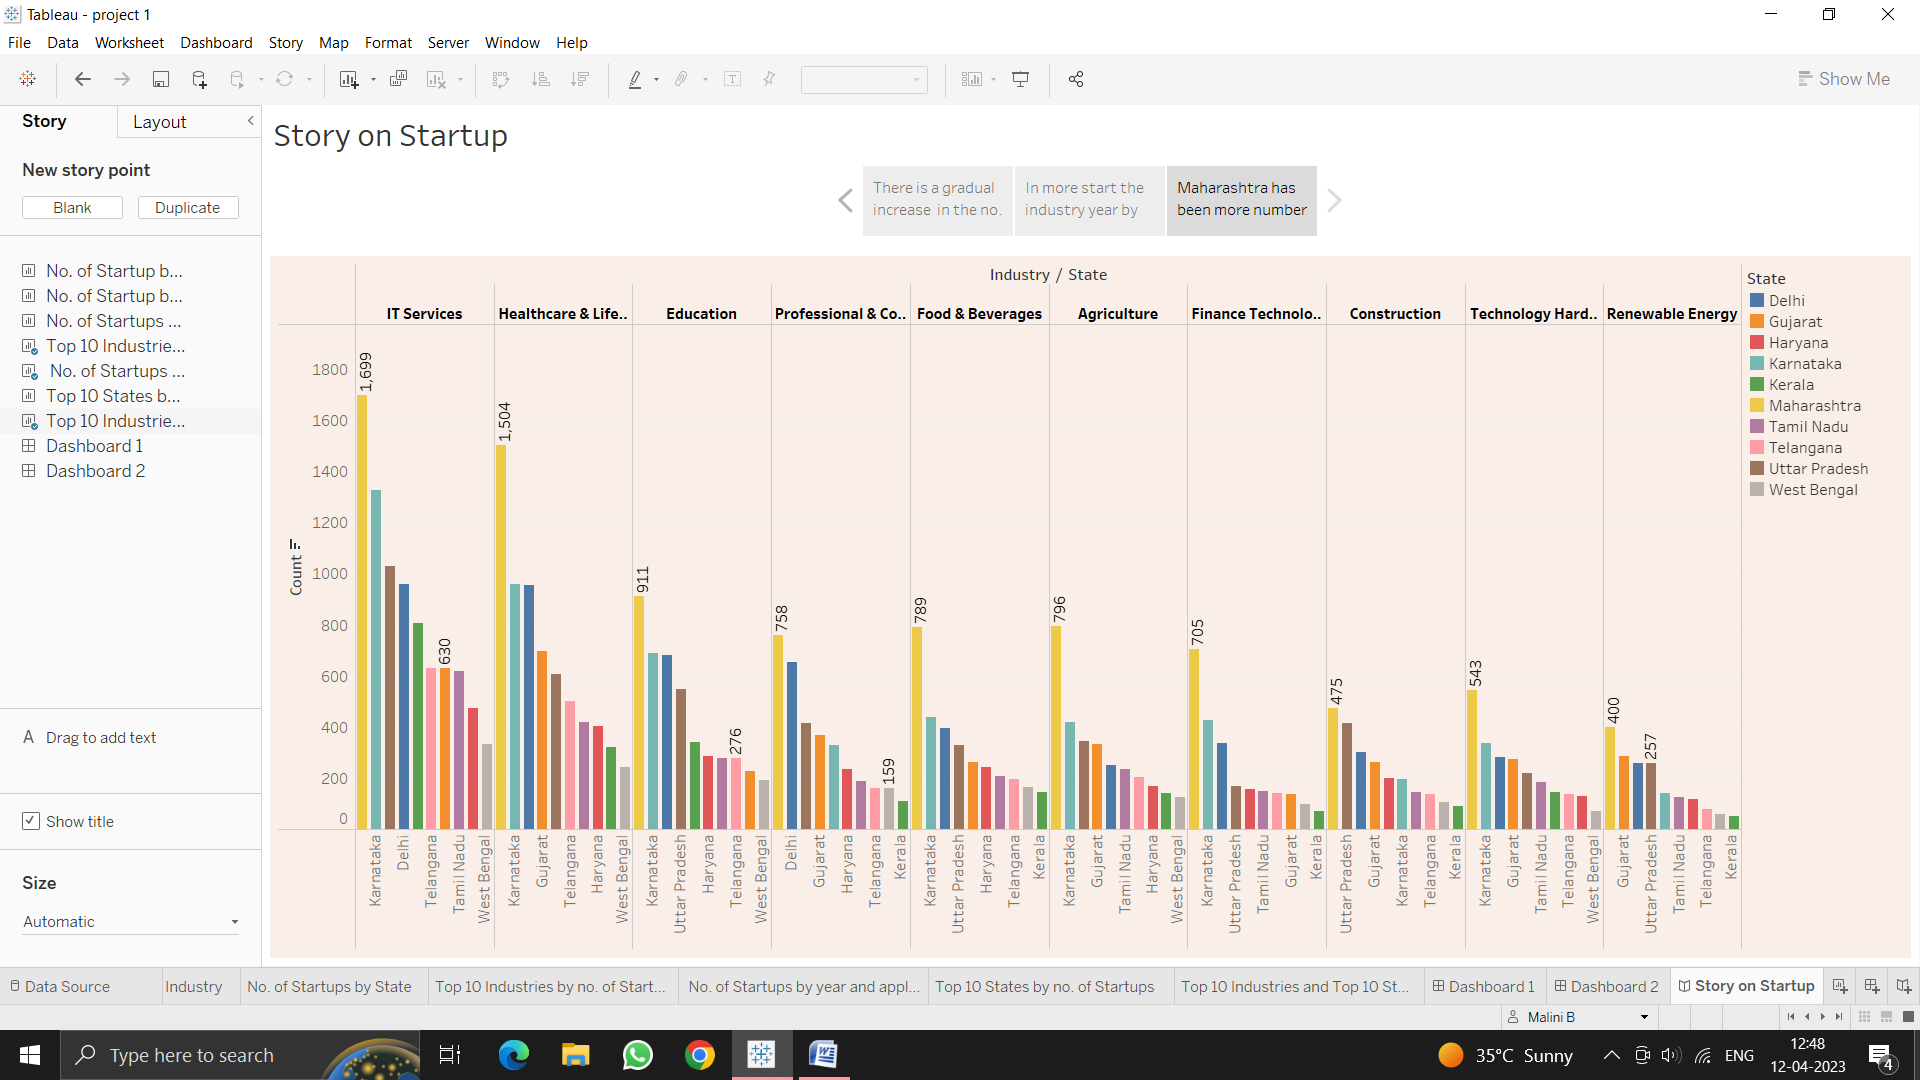 Tableau - project 1
File Data Worksheet Dashboard Story Map Format Server Window Help
Show Me
Story Layout
New story point
Blank Duplicate
No. of Startup b...
No. of Startup b...
No. of Startups ...
Top 10 Industrie...
No. of Startups ...
Top 10 States b...
Top 10 Industrie...
Dashboard 1
Dashboard 2
A Drag to add text
Show title
Size
Automatic
Story on Startup
There is a gradual
increase in the no.
In more start the
industry year by
Maharashtra has
been more number
Industry / State
IT Services Healthcare & Life.. Education Professional & Co.. Food & Beverages Agriculture Finance Technolo.. Construction Technology Hard.. Renewable Energy
Count
1800
1600
1400
1200
1000
800
600
400
200
0
1,699 630 1,504 911 276 758 159 789 796 705 475 543 400 257
Karnataka Delhi Telangana Tamil Nadu West Bengal
Karnataka Gujarat Telangana Haryana West Bengal
Karnataka Uttar Pradesh Haryana Telangana West Bengal
Delhi Gujarat Haryana Telangana Kerala
Karnataka Uttar Pradesh Haryana Telangana Kerala
Karnataka Gujarat Tamil Nadu Haryana West Bengal
Karnataka Uttar Pradesh Tamil Nadu Gujarat Kerala
Uttar Pradesh Gujarat Karnataka Telangana Kerala
Karnataka Gujarat Tamil Nadu Telangana West Bengal
Gujarat Uttar Pradesh Tamil Nadu Telangana Kerala
State
Delhi
Gujarat
Haryana
Karnataka
Kerala
Maharashtra
Tamil Nadu
Telangana
Uttar Pradesh
West Bengal
Data Source Industry No. of Startups by State Top 10 Industries by no. of Start... No. of Startups by year and appl... Top 10 States by no. of Startups Top 10 Industries and Top 10 St... Dashboard 1 Dashboard 2 Story on Startup
Malini B
Type here to search
35°C Sunny
ENG
12:48
12-04-2023
4